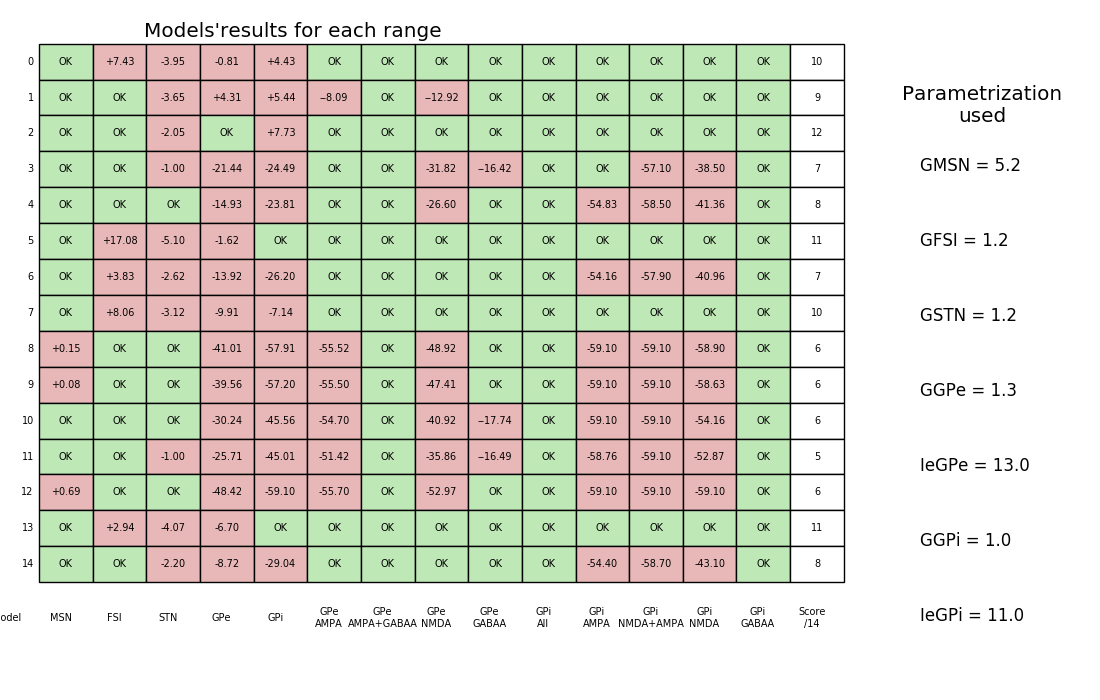 Models'results for each range
0 OK +7.43 -3.95 -0.81 +4.43 OK OK OK OK OK OK OK OK OK 10
1 OK OK -3.65 +4.31 +5.44 --8.09 OK --12.92 OK OK OK OK OK OK 9
2 OK OK -2.05 OK +7.73 OK OK OK OK OK OK OK OK OK 12
3 OK OK -1.00 -21.44 -24.49 OK OK -31.82 --16.42 OK OK -57.10 -38.50 OK 7
4 OK OK OK -14.93 -23.81 OK OK -26.60 OK OK -54.83 -58.50 -41.36 OK 8
5 OK +17.08 -5.10 -1.62 OK OK OK OK OK OK OK OK OK OK 11
6 OK +3.83 -2.62 -13.92 -26.20 OK OK OK OK OK -54.16 -57.90 -40.96 OK 7
7 OK +8.06 -3.12 -9.91 -7.14 OK OK OK OK OK OK OK OK OK 10
8 +0.15 OK OK -41.01 -57.91 -55.52 OK -48.92 OK OK -59.10 -59.10 -58.90 OK 6
9 +0.08 OK OK -39.56 -57.20 -55.50 OK -47.41 OK OK -59.10 -59.10 -58.63 OK 6
10 OK OK OK -30.24 -45.56 -54.70 OK -40.92 --17.74 OK -59.10 -59.10 -54.16 OK 6
11 OK OK -1.00 -25.71 -45.01 -51.42 OK -35.86 --16.49 OK -58.76 -59.10 -52.87 OK 5
12 +0.69 OK OK -48.42 -59.10 -55.70 OK -52.97 OK OK -59.10 -59.10 -59.10 OK 6
13 OK +2.94 -4.07 -6.70 OK OK OK OK OK OK OK OK OK OK 11
14 OK OK -2.20 -8.72 -29.04 OK OK OK OK OK -54.40 -58.70 -43.10 OK 8
GPe GPe GPe GPe GPi GPi GPi GPi GPi Score
odel MSN FSI STN GPe GPi
AMPA AMPA+GABAA NMDA GABAA All AMPA NMDA+AMPA NMDA GABAA /14
Parametrization
used
GMSN = 5.2
GFSI = 1.2
GSTN = 1.2
GGPe = 1.3
IeGPe = 13.0
GGPi = 1.0
IeGPi = 11.0